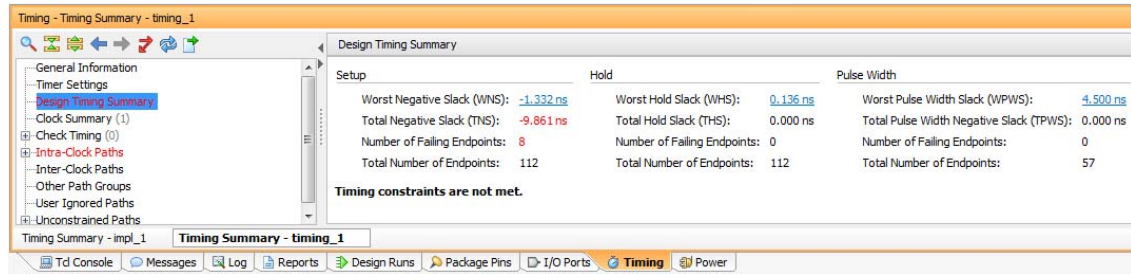 Timing - Timing Summary - timing_1
Design Timing Summary
General Information
Timer Settings
Design Timing Summary
Clock Summary (1)
Check Timing (0)
Intra-Clock Paths
Inter-Clock Paths
Other Path Groups
User Ignored Paths
Unconstrained Paths
Setup Hold Pulse Width
Worst Negative Slack (WNS): -1.332 ns Worst Hold Slack (WHS): 0.136 ns Worst Pulse Width Slack (WPWS): 4.500 ns
Total Negative Slack (TNS): -9.861 ns Total Hold Slack (THS): 0.000 ns Total Pulse Width Negative Slack (TPWS): 0.000 ns
Number of Failing Endpoints: 8 Number of Failing Endpoints: 0 Number of Failing Endpoints: 0
Total Number of Endpoints: 112 Total Number of Endpoints: 112 Total Number of Endpoints: 57
Timing constraints are not met.
Timing Summary - impl_1 Timing Summary - timing_1
Tcl Console Messages Log Reports Design Runs Package Pins I/O Ports Timing Power